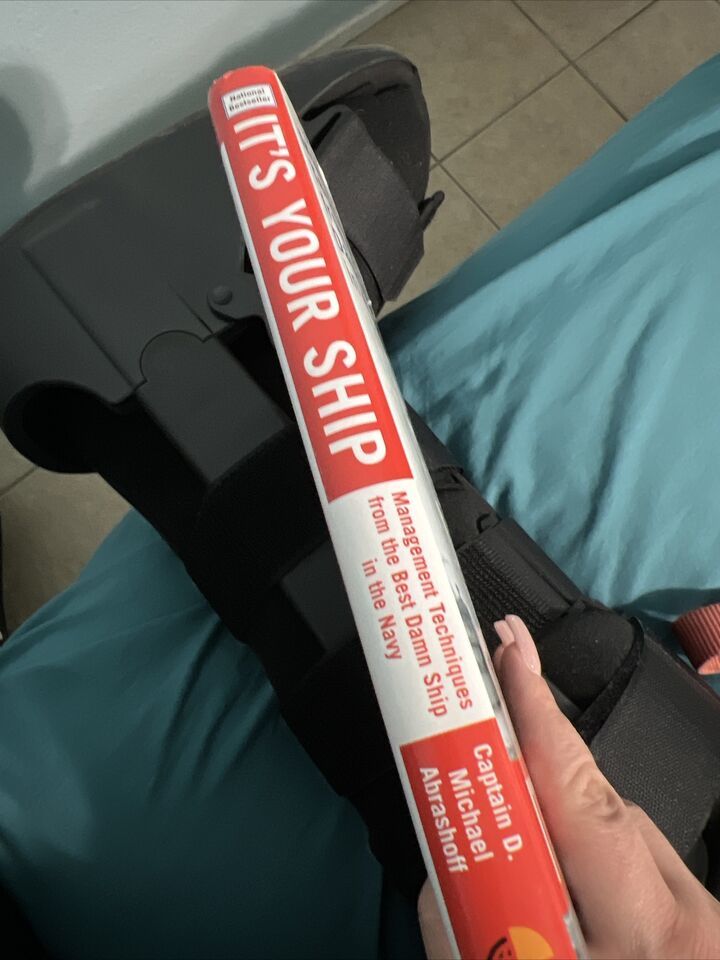 National
Bestseller
IT'S YOUR SHIP
Management Techniques
from the Best Damn Ship
in the Navy
Captain D.
Michael
Abrashoff